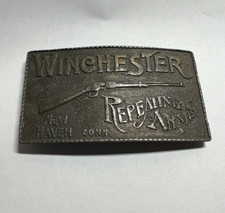 WINCHESTER
REPEATING
NEW
HAVEN CONN
ARMS